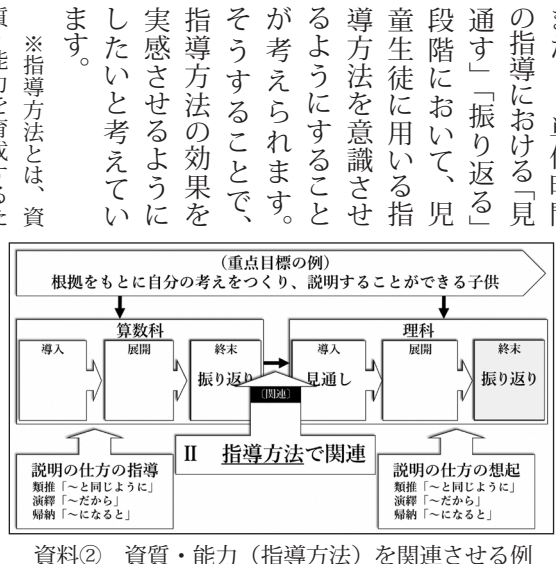 の指導における「見
通す」「振り返る」
段階において、児
童生徒に用いる指
導方法を意識させ
るようにすること
が考えられます。
そうすることで、
指導方法の効果を
実感させるように
したいと考えてい
ます。
※指導方法とは、資
質・能力を育成するた
(重点目標の例)
根拠をもとに自分の考えをつくり、説明することができる子供
算数科
導入
展開
終末
振り返り
理科
導入
見通し
展開
終末
振り返り
〔関連〕
Ⅱ 指導方法で関連
説明の仕方の指導
類推「～と同じように」
演繹「～だから」
帰納「～になると」
説明の仕方の想起
類推「～と同じように」
演繹「～だから」
帰納「～になると」
資料② 資質・能力（指導方法）を関連させる例